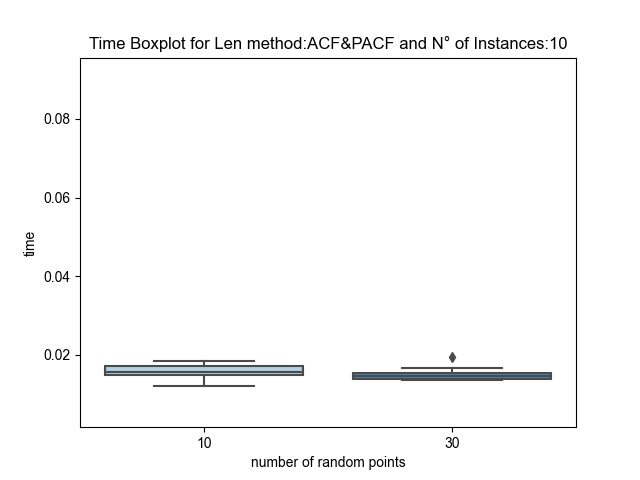 Time Boxplot for Len method:ACF&PACF and N° of Instances:10
0.08
0.06
0.04
0.02
time
10 30
number of random points